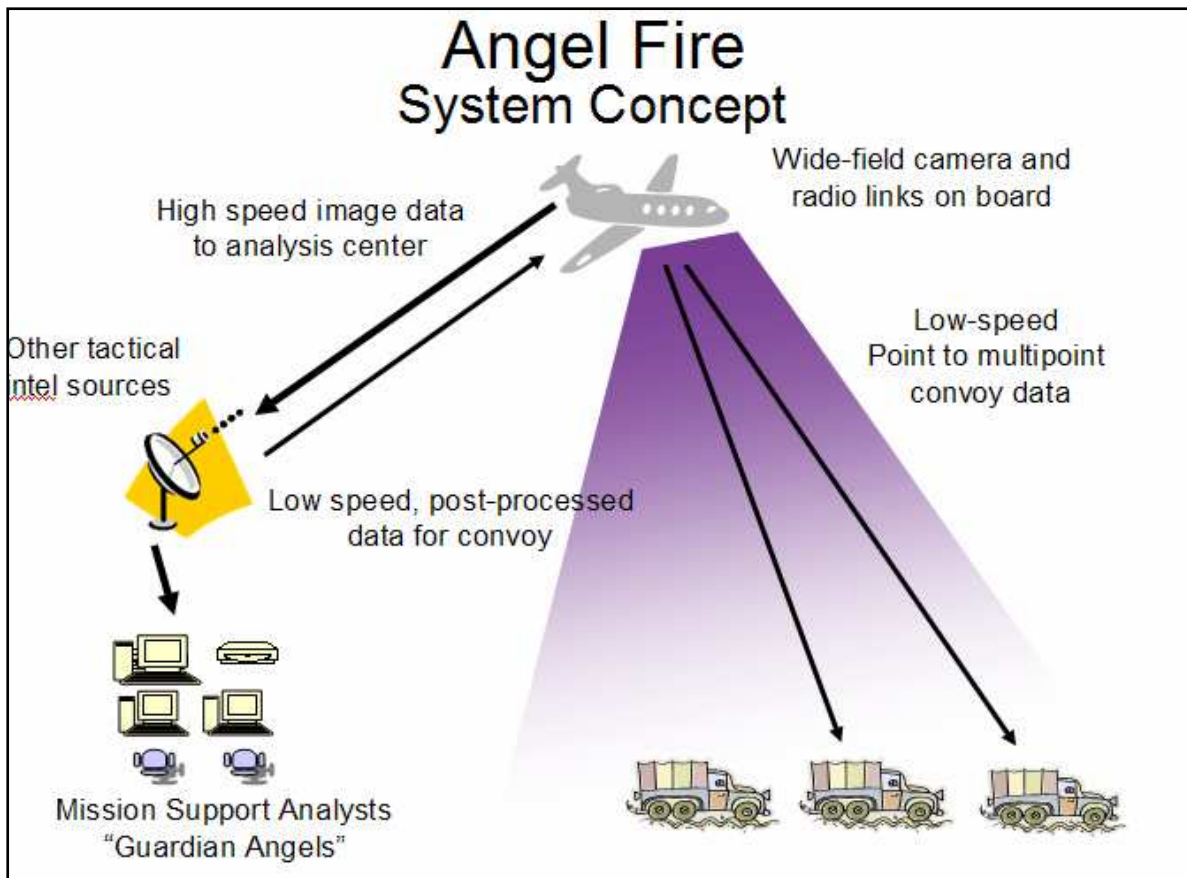 Angel Fire
System Concept
Wide-field camera and
radio links on board
High speed image data
to analysis center
Low-speed
Point to multipoint
convoy data
Other tactical
intel sources
Low speed, post-processed
data for convoy
Mission Support Analysts
“Guardian Angels”